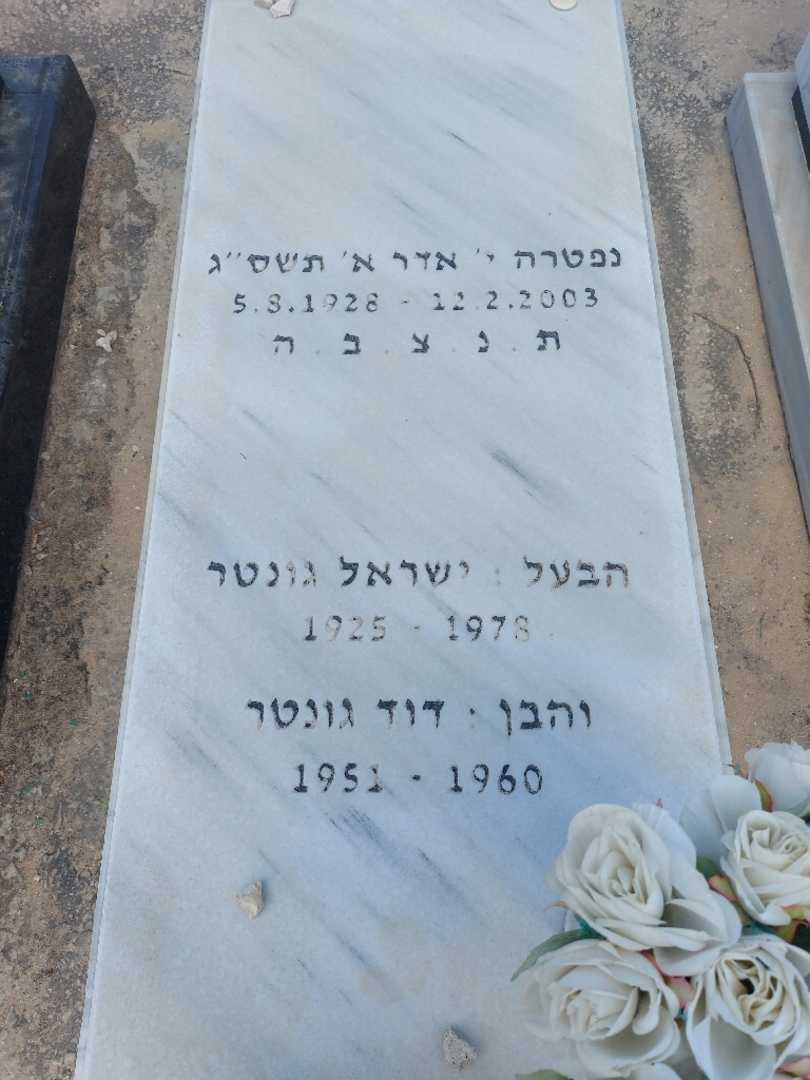 נפטרה י' אדר א' תשס"ג
5.8.1928 - 12.2.2003
ת . נ . צ . ב . ה
הבעל : ישראל גונטר
1925 - 1978
והבן : דוד גונטר
1951 - 1960